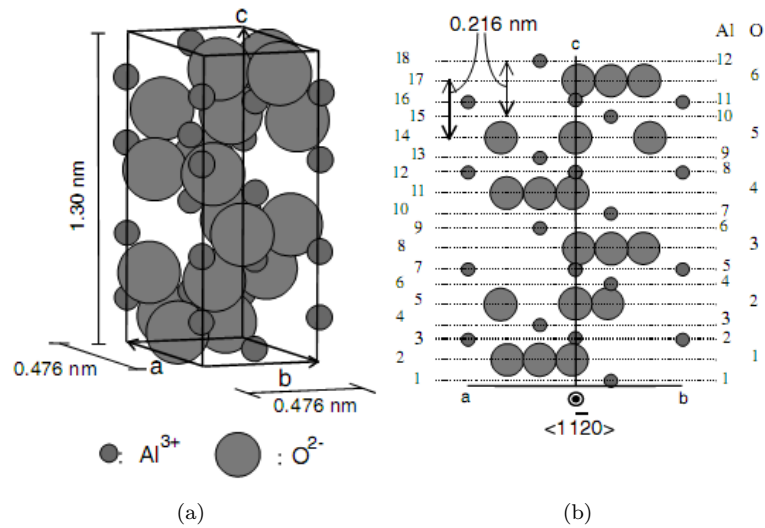 c
1.30 nm
0.476 nm
a
b
0.476 nm
: Al3+
: O2-
(a)
0.216 nm
Al O
c
18 12
17 6
16 11
15 10
14 5
13 9
12 8
11 4
10 7
9 6
8 3
7 5
6 4
5 2
4 3
3 2
2 1
1 1
a b
<11̅20>
(b)